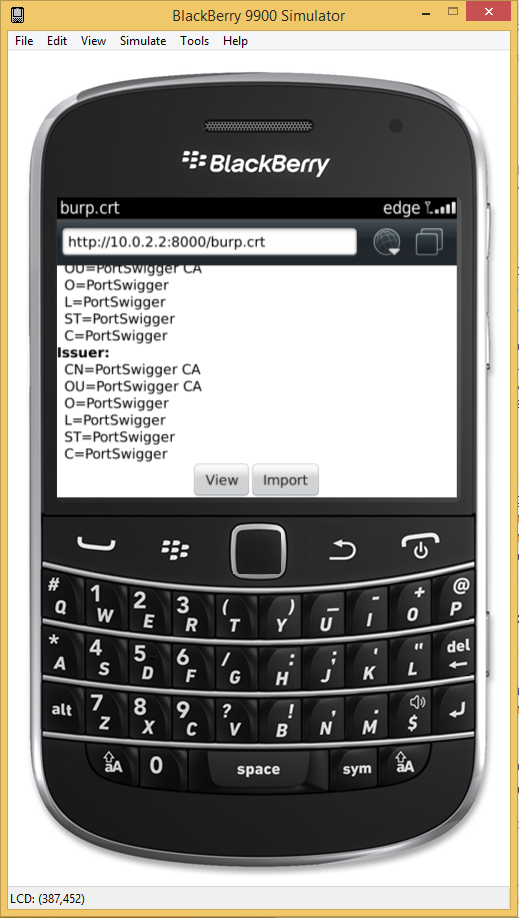 BlackBerry 9900 Simulator
File Edit View Simulate Tools Help
BlackBerry
burp.crt edge
http://10.0.2.2:8000/burp.crt
OU=PortSwigger CA
O=PortSwigger
L=PortSwigger
ST=PortSwigger
C=PortSwigger
Issuer:
CN=PortSwigger CA
OU=PortSwigger CA
O=PortSwigger
L=PortSwigger
ST=PortSwigger
C=PortSwigger
View Import
# 1 2 3 ( ) _ - + @
Q W E R T Y U I O P
* 4 5 6 / : ; ' " del
A S D F G H J K L
alt 7 8 9 ? ! , . $
Z X C V B N M
aA 0 space sym aA
LCD: (387,452)